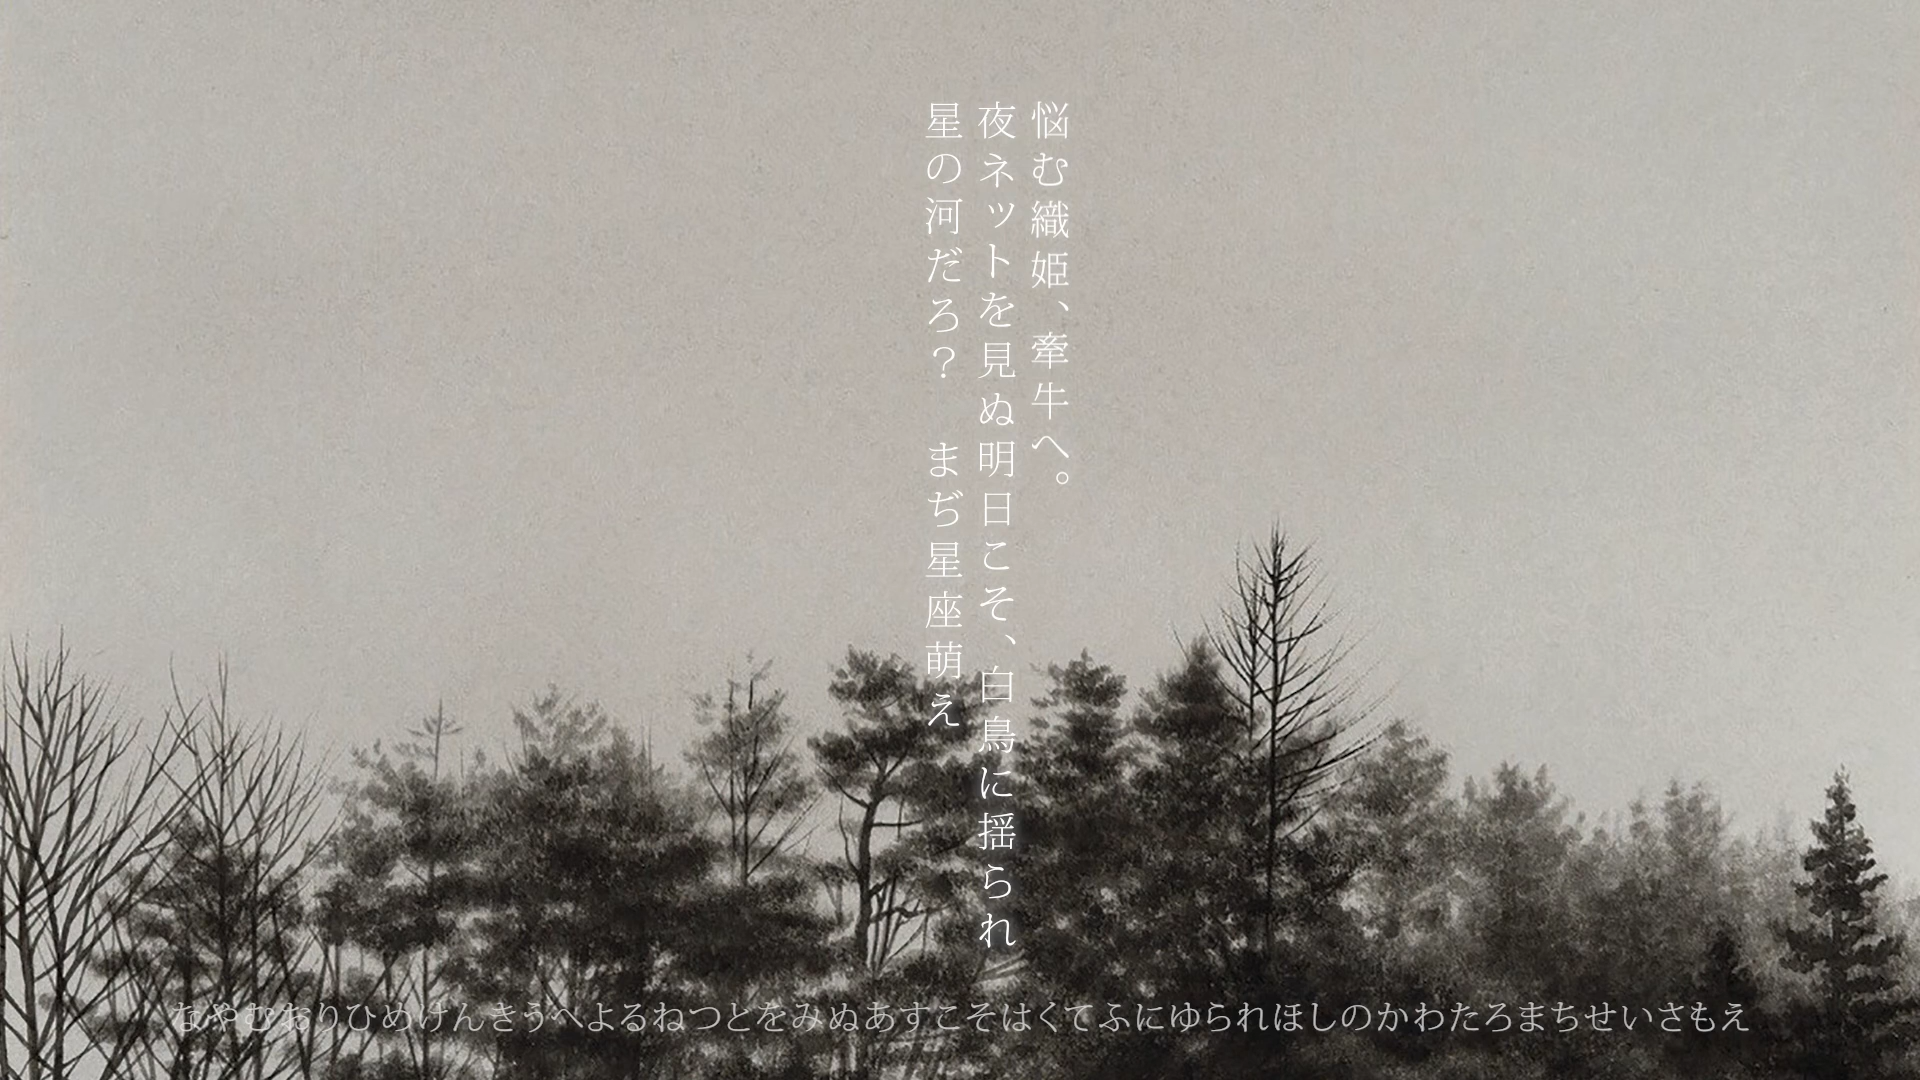 悩む織姫、牽牛へ。
夜ネットを見ぬ明日こそ、白鳥に揺られ
星の河だろ？　まぢ星座萌え
なやむおりひめけんきうへよるねつとをみぬあすこそはくてふにゆられほしのかわたろまちせいさもえ